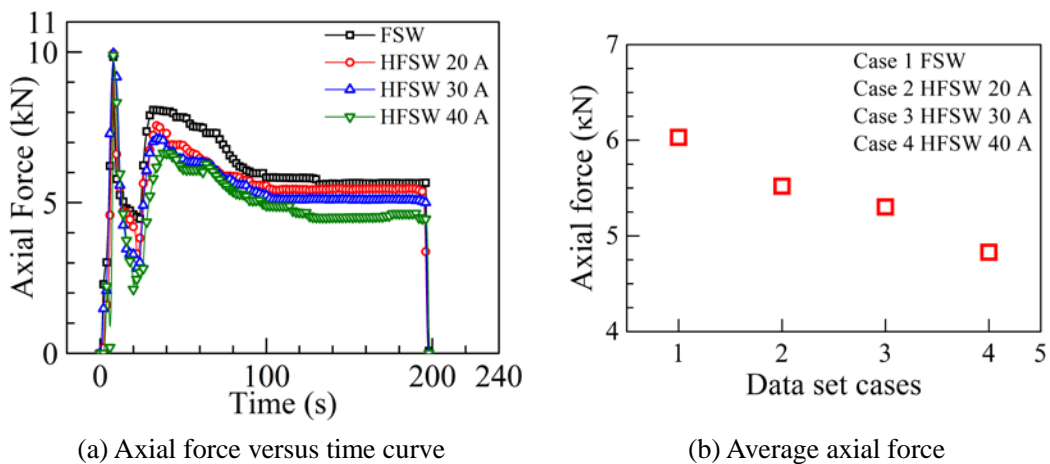 11
10
5
0
Axial Force (kN)
FSW
HFSW 20 A
HFSW 30 A
HFSW 40 A
0 100 200 240
Time (s)
(a) Axial force versus time curve
7
6
5
4
Axial force (κN)
Case 1 FSW
Case 2 HFSW 20 A
Case 3 HFSW 30 A
Case 4 HFSW 40 A
1 2 3 4 5
Data set cases
(b) Average axial force